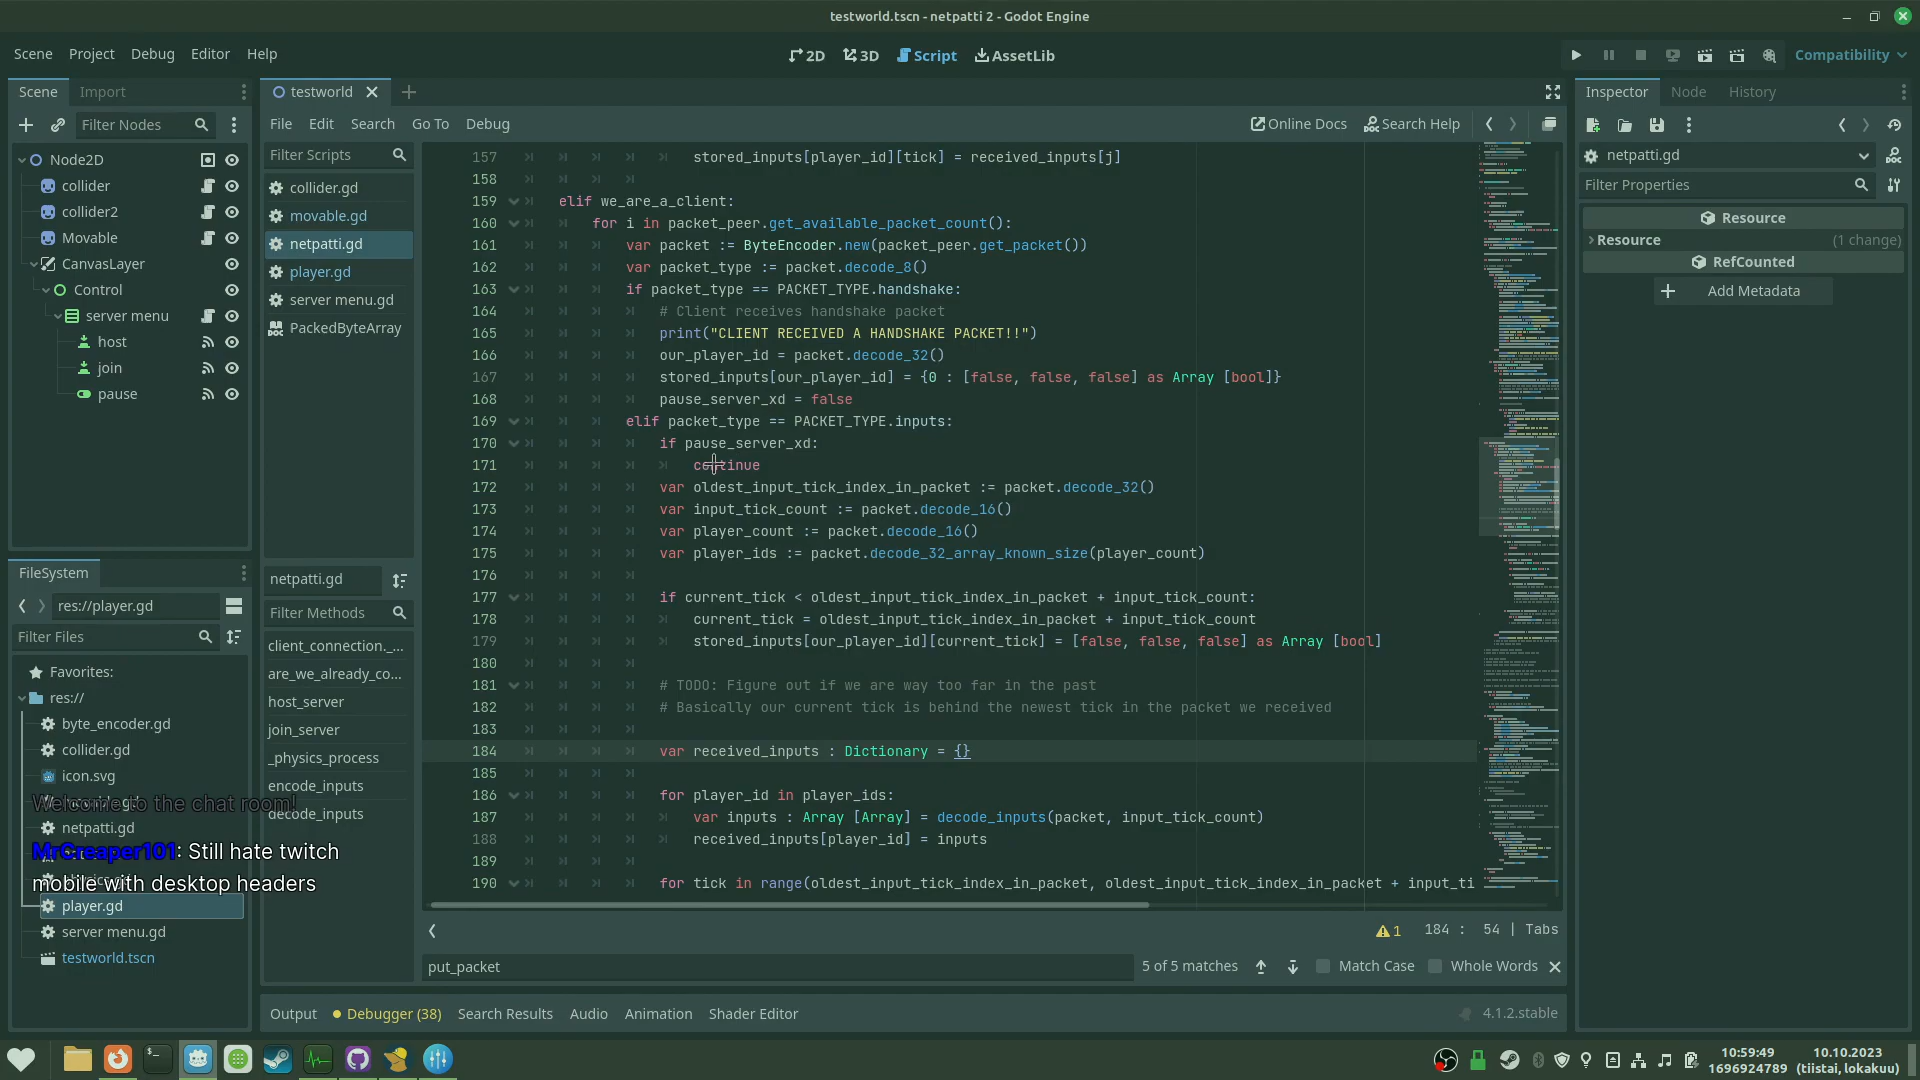 testworld.tscn - netpatti 2 - Godot Engine
Scene Project Debug Editor Help
2D 3D Script AssetLib
Compatibility
Scene Import
Filter Nodes
Node2D
collider
collider2
Movable
CanvasLayer
Control
server menu
host
join
pause
FileSystem
res://player.gd
Filter Files
Favorites:
res://
byte_encoder.gd
collider.gd
icon.svg
netpatti.gd
player.gd
server menu.gd
testworld.tscn
Welcome to the chat room!
MrCreaper101: Still hate twitch
mobile with desktop headers
testworld
File Edit Search Go To Debug
Online Docs Search Help
Filter Scripts
collider.gd
movable.gd
netpatti.gd
player.gd
server menu.gd
PackedByteArray
netpatti.gd
Filter Methods
client_connection._...
are_we_already_co...
host_server
join_server
_physics_process
encode_inputs
decode_inputs
157 stored_inputs[player_id][tick] = received_inputs[j]
158
159 elif we_are_a_client:
160 for i in packet_peer.get_available_packet_count():
161 var packet := ByteEncoder.new(packet_peer.get_packet())
162 var packet_type := packet.decode_8()
163 if packet_type == PACKET_TYPE.handshake:
164 # Client receives handshake packet
165 print("CLIENT RECEIVED A HANDSHAKE PACKET!!")
166 our_player_id = packet.decode_32()
167 stored_inputs[our_player_id] = {0 : [false, false, false] as Array [bool]}
168 pause_server_xd = false
169 elif packet_type == PACKET_TYPE.inputs:
170 if pause_server_xd:
171 continue
172 var oldest_input_tick_index_in_packet := packet.decode_32()
173 var input_tick_count := packet.decode_16()
174 var player_count := packet.decode_16()
175 var player_ids := packet.decode_32_array_known_size(player_count)
176
177 if current_tick < oldest_input_tick_index_in_packet + input_tick_count:
178 current_tick = oldest_input_tick_index_in_packet + input_tick_count
179 stored_inputs[our_player_id][current_tick] = [false, false, false] as Array [bool]
180
181 # TODO: Figure out if we are way too far in the past
182 # Basically our current tick is behind the newest tick in the packet we received
183
184 var received_inputs : Dictionary = {}
185
186 for player_id in player_ids:
187 var inputs : Array [Array] = decode_inputs(packet, input_tick_count)
188 received_inputs[player_id] = inputs
189
190 for tick in range(oldest_input_tick_index_in_packet, oldest_input_tick_index_in_packet + input_ti
1 184 : 54 | Tabs
put_packet 5 of 5 matches Match Case Whole Words
Output Debugger (38) Search Results Audio Animation Shader Editor 4.1.2.stable
Inspector Node History
netpatti.gd
Filter Properties
Resource
Resource (1 change)
RefCounted
Add Metadata
10:59:49 10.10.2023
1696924789 (tiistai, lokakuu)